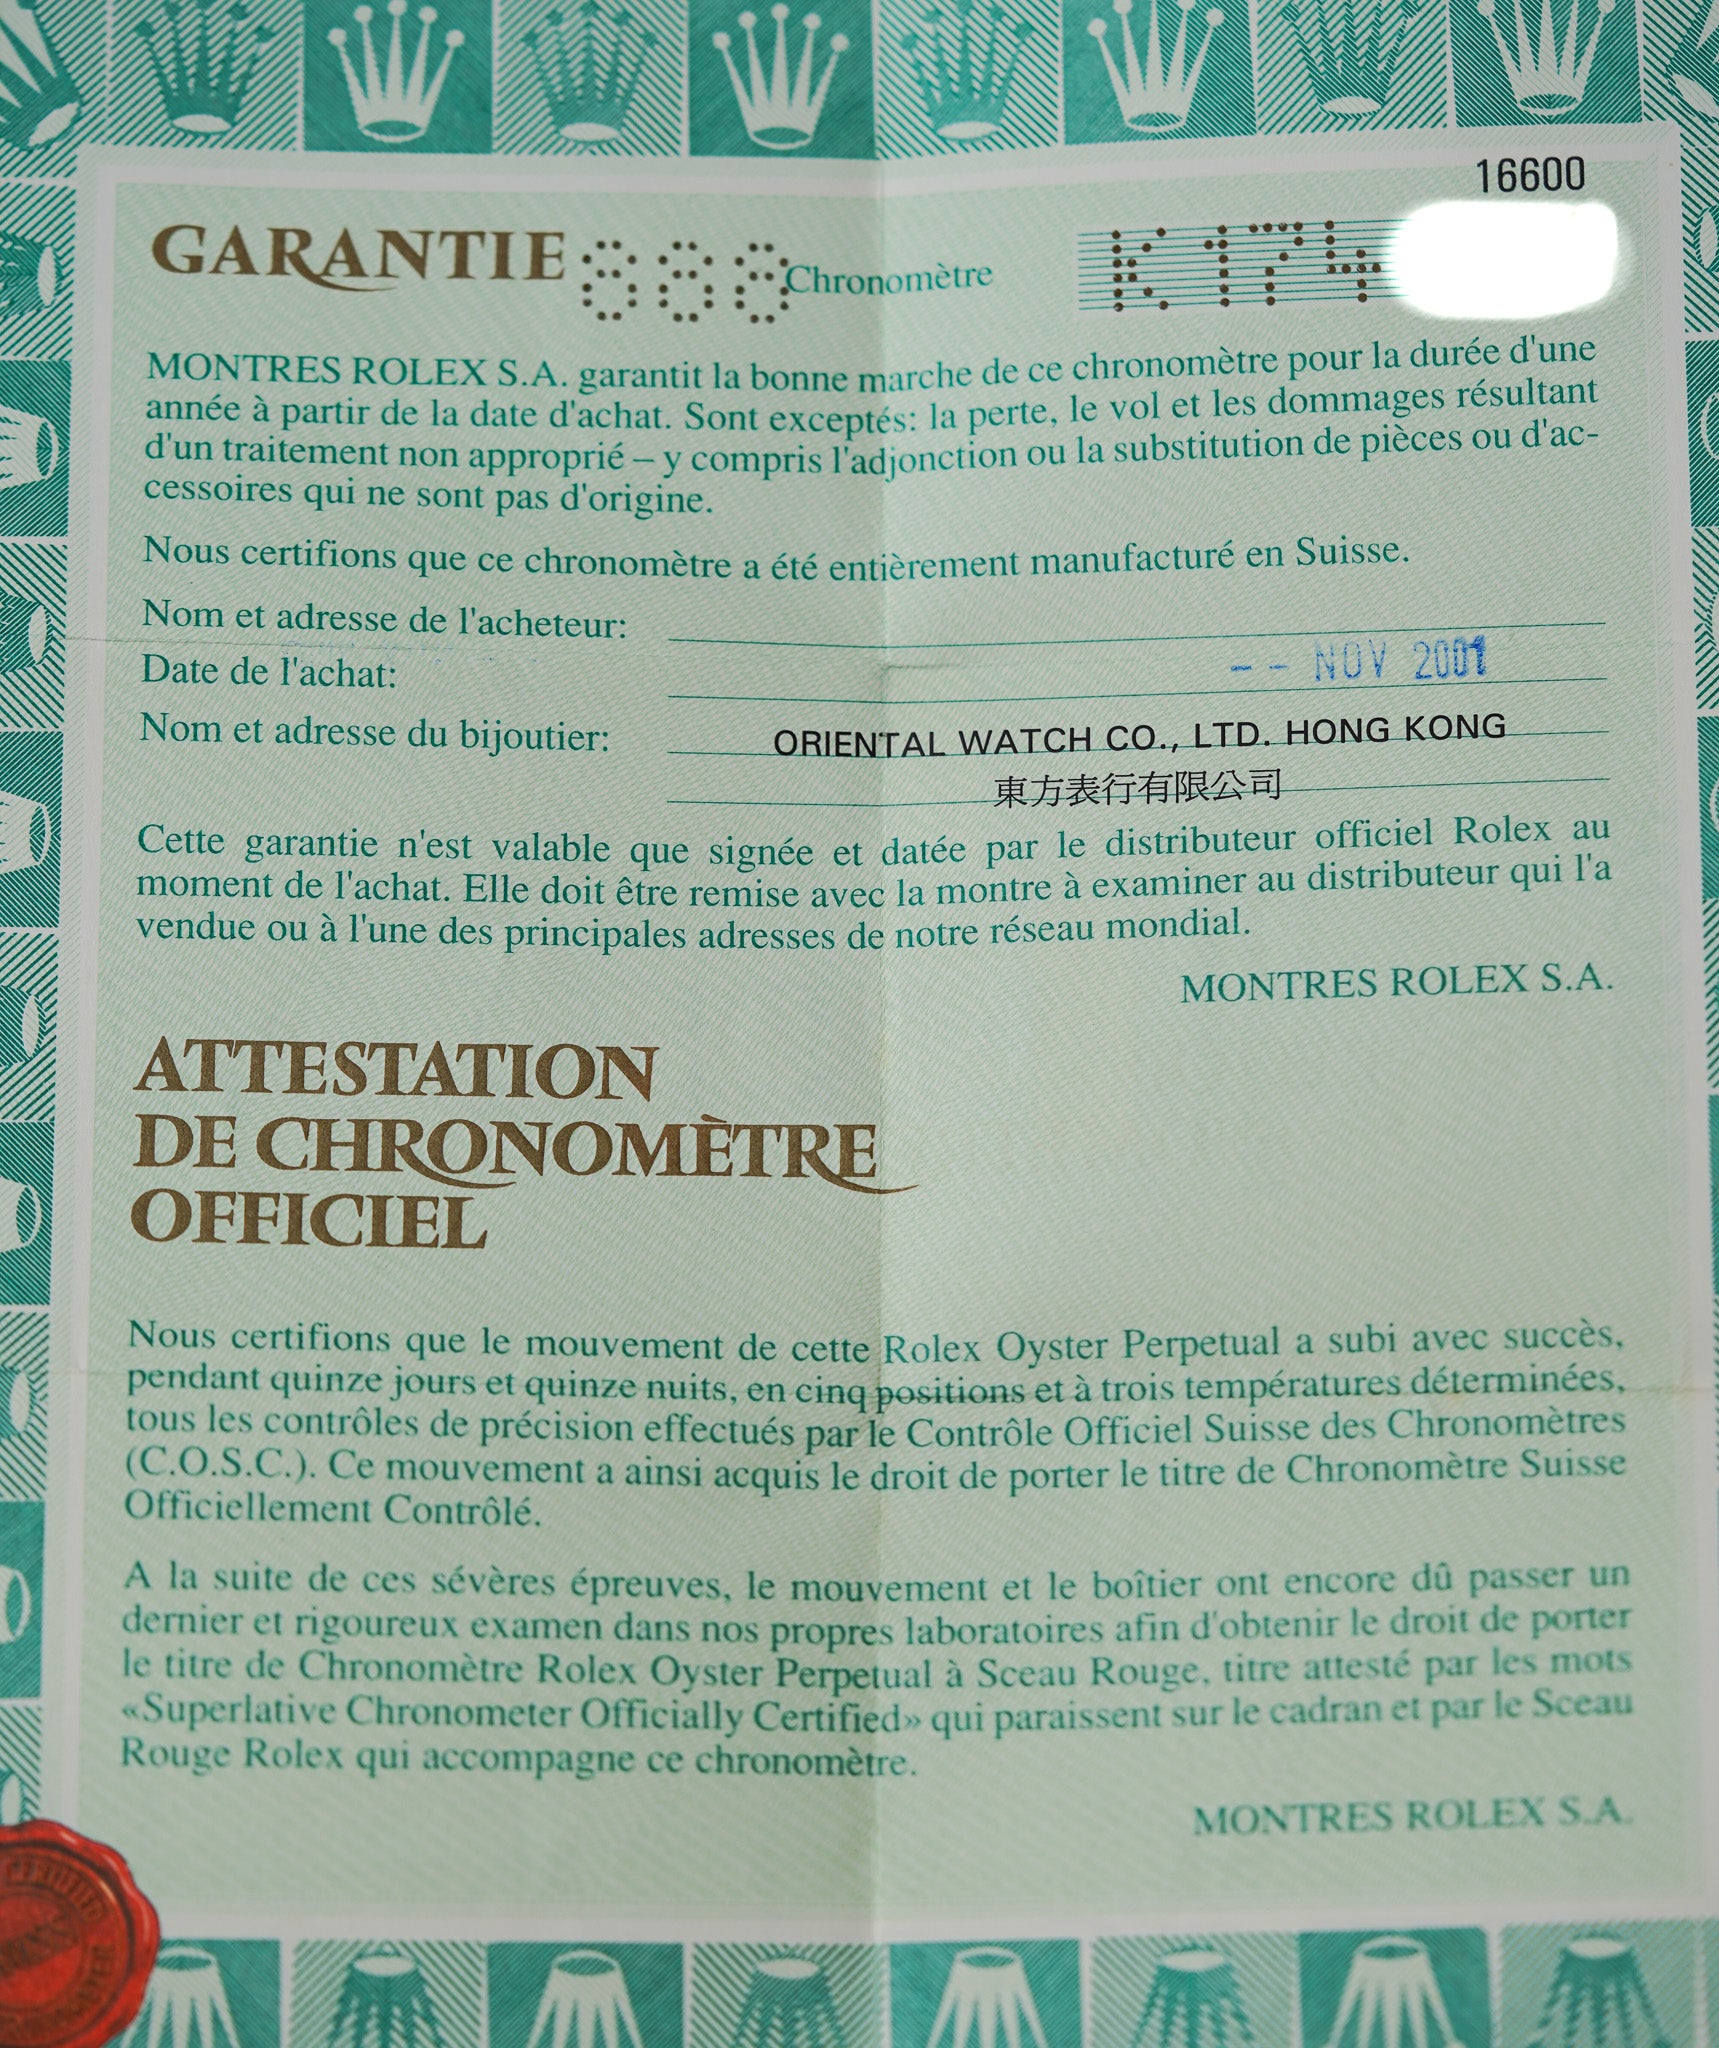 16600
GARANTIE 888 Chronomètre K 174
MONTRES ROLEX S.A. garantit la bonne marche de ce chronomètre pour la durée d'une
année à partir de la date d'achat. Sont exceptés: la perte, le vol et les dommages résultant
d'un traitement non approprié – y compris l'adjonction ou la substitution de pièces ou d'ac-
cessoires qui ne sont pas d'origine.
Nous certifions que ce chronomètre a été entièrement manufacturé en Suisse.
Nom et adresse de l'acheteur:
Date de l'achat: -- NOV 2001
Nom et adresse du bijoutier: ORIENTAL WATCH CO., LTD. HONG KONG
東方表行有限公司
Cette garantie n'est valable que signée et datée par le distributeur officiel Rolex au
moment de l'achat. Elle doit être remise avec la montre à examiner au distributeur qui l'a
vendue ou à l'une des principales adresses de notre réseau mondial.
MONTRES ROLEX S.A.
ATTESTATION
DE CHRONOMÈTRE
OFFICIEL
Nous certifions que le mouvement de cette Rolex Oyster Perpetual a subi avec succès,
pendant quinze jours et quinze nuits, en cinq positions et à trois températures déterminées,
tous les contrôles de précision effectués par le Contrôle Officiel Suisse des Chronomètres
(C.O.S.C.). Ce mouvement a ainsi acquis le droit de porter le titre de Chronomètre Suisse
Officiellement Contrôlé.
A la suite de ces sévères épreuves, le mouvement et le boîtier ont encore dû passer un
dernier et rigoureux examen dans nos propres laboratoires afin d'obtenir le droit de porter
le titre de Chronomètre Rolex Oyster Perpetual à Sceau Rouge, titre attesté par les mots
«Superlative Chronometer Officially Certified» qui paraissent sur le cadran et par le Sceau
Rouge Rolex qui accompagne ce chronomètre.
MONTRES ROLEX S.A.